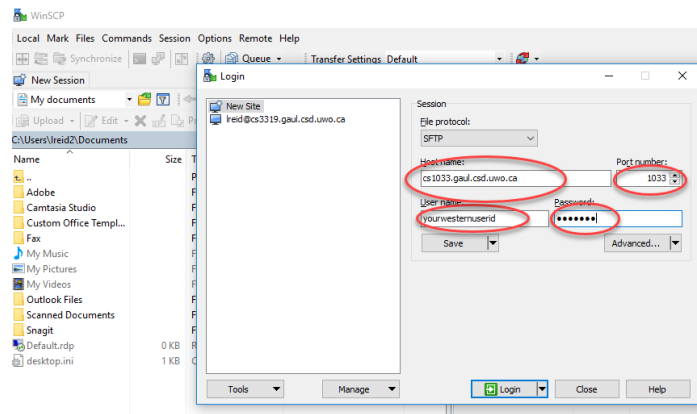 WinSCP
Local Mark Files Commands Session Options Remote Help
Synchronize Queue Transfer Settings Default
New Session
My documents
Upload Edit
C:\Users\lreid2\Documents
Name Size
..
Adobe
Camtasia Studio
Custom Office Templ...
Fax
My Music
My Pictures
My Videos
Outlook Files
Scanned Documents
Snagit
Default.rdp 0 KB
desktop.ini 1 KB
Login
New Site
lreid@cs3319.gaul.csd.uwo.ca
Session
File protocol:
SFTP
Host name: Port number:
cs1033.gaul.csd.uwo.ca 1033
User name: Password:
yourwesternuserid •••••••
Save Advanced...
Tools Manage Login Close Help